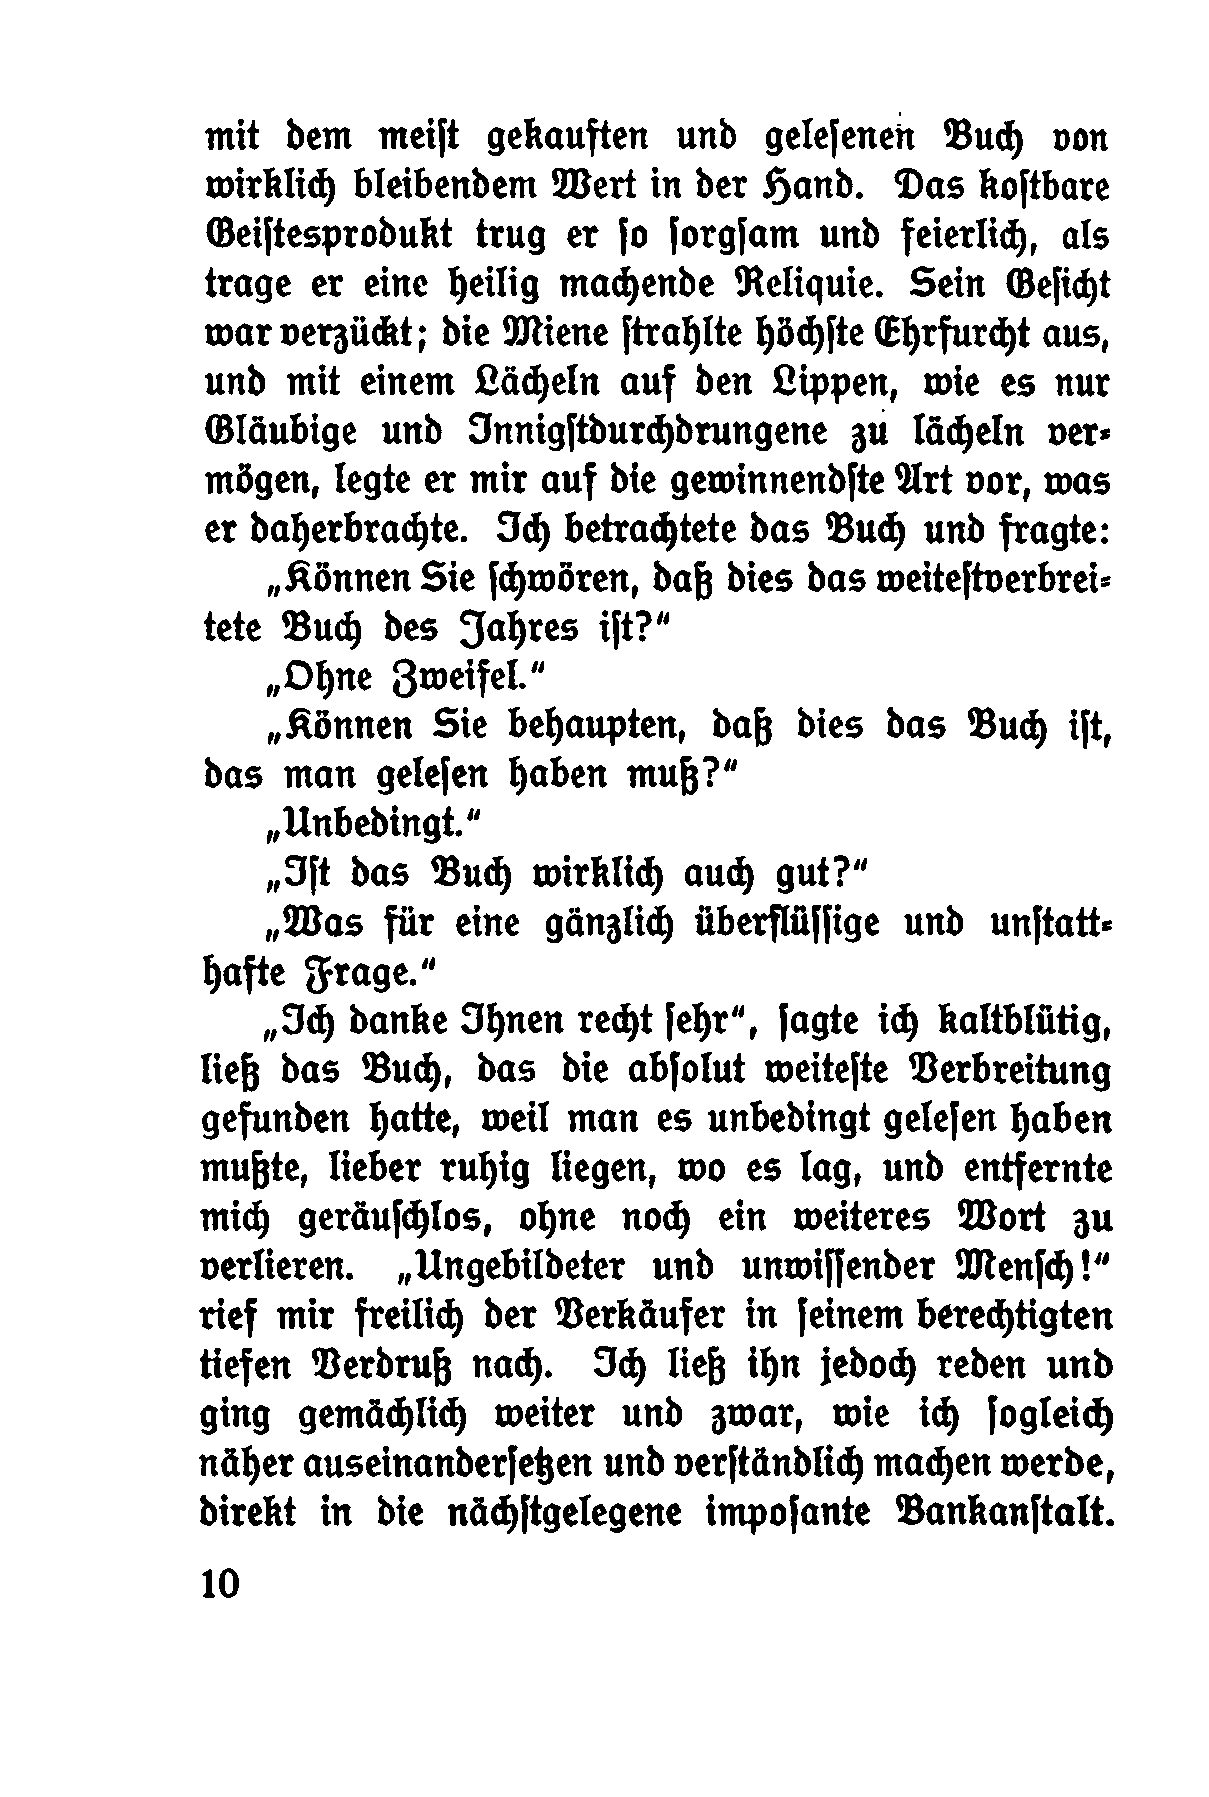 mit dem meiſt gekauften und geleſenen Buch von
wirklich bleibendem Wert in der Hand. Das koſtbare
Geiſtesprodukt trug er ſo ſorgſam und feierlich, als
trage er eine heilig machende Reliquie. Sein Geſicht
war verzückt; die Miene ſtrahlte höchſte Ehrfurcht aus,
und mit einem Lächeln auf den Lippen, wie es nur
Gläubige und Innigſtdurchdrungene zu lächeln ver⸗
mögen, legte er mir auf die gewinnendſte Art vor, was
er daherbrachte. Ich betrachtete das Buch und fragte:
„Können Sie ſchwören, daß dies das weiteſtverbrei⸗
tete Buch des Jahres iſt?“
„Ohne Zweifel.“
„Können Sie behaupten, daß dies das Buch iſt,
das man geleſen haben muß?“
„Unbedingt.“
„Iſt das Buch wirklich auch gut?“
„Was für eine gänzlich überflüſſige und unſtatt⸗
hafte Frage.“
„Ich danke Ihnen recht ſehr“, ſagte ich kaltblütig,
ließ das Buch, das die abſolut weiteſte Verbreitung
gefunden hatte, weil man es unbedingt geleſen haben
mußte, lieber ruhig liegen, wo es lag, und entfernte
mich geräuſchlos, ohne noch ein weiteres Wort zu
verlieren. „Ungebildeter und unwiſſender Menſch!“
rief mir freilich der Verkäufer in ſeinem berechtigten
tiefen Verdruß nach. Ich ließ ihn jedoch reden und
ging gemächlich weiter und zwar, wie ich ſogleich
näher auseinanderſetzen und verſtändlich machen werde,
direkt in die nächſtgelegene impoſante Bankanſtalt.
10